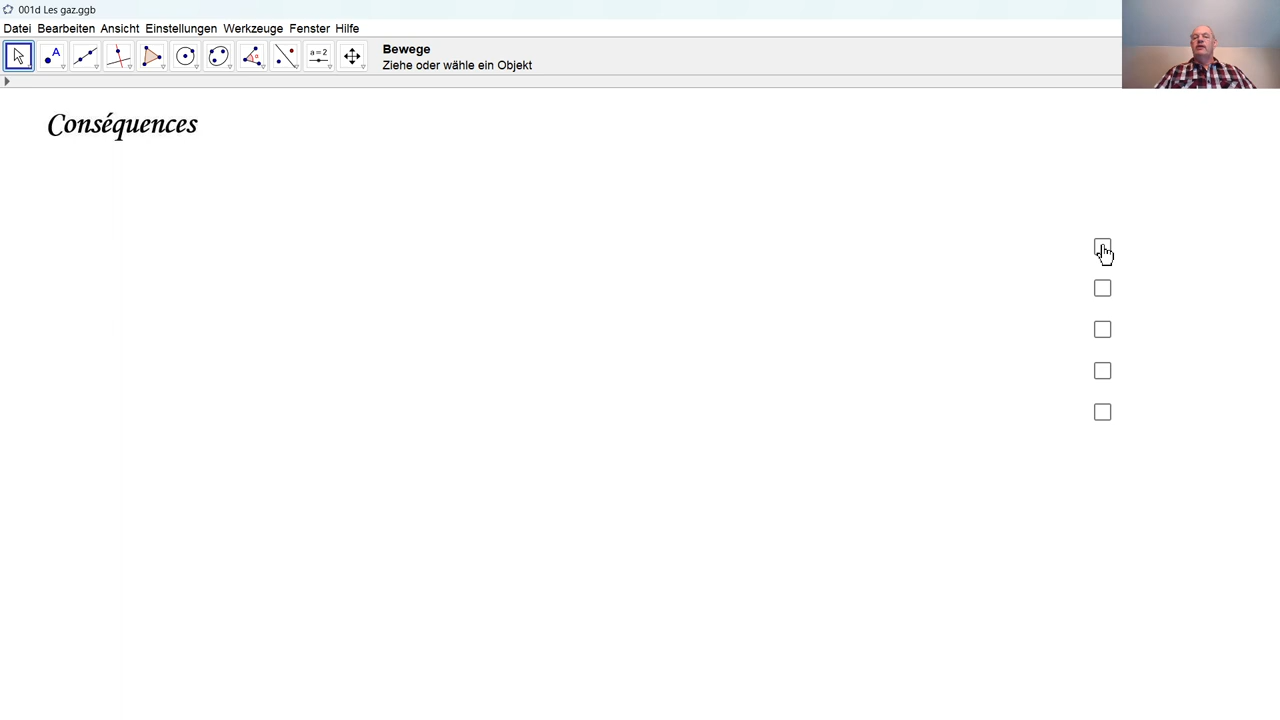 001d Les gaz.ggb
Datei Bearbeiten Ansicht Einstellungen Werkzeuge Fenster Hilfe
A
a=2
Bewege
Ziehe oder wähle ein Objekt
Conséquences